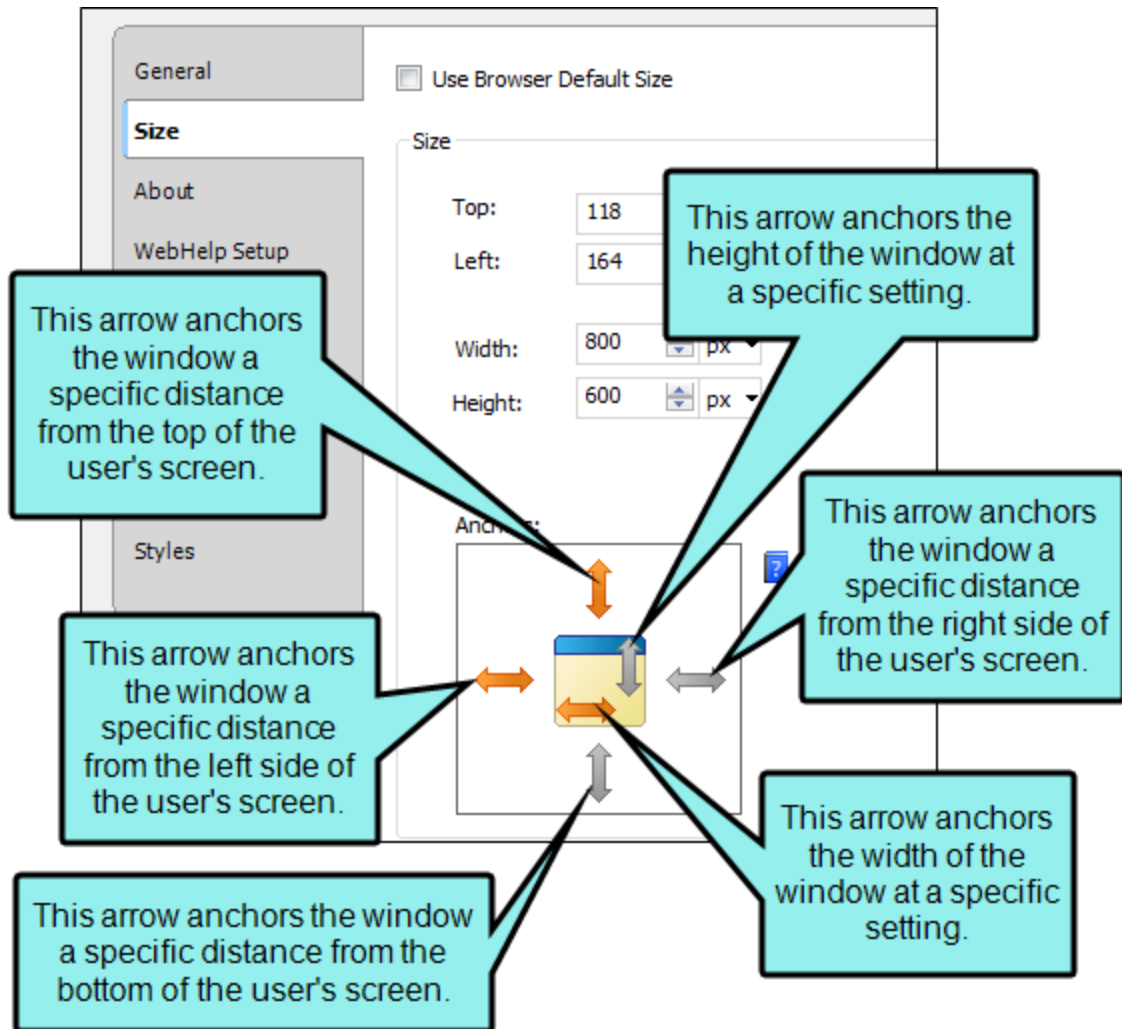 General
Use Browser Default Size
Size
Size
About
Top:
118
WebHelp Setup
Left:
164
This arrow anchors the
height of the window at
a specific setting.
This arrow anchors
the window a
specific distance
from the top of the
user's screen.
Width:
800
px
Height:
600
px
This arrow anchors
the window a
specific distance
from the right side of
the user's screen.
Styles
?
This arrow anchors
the window a
specific distance
from the left side of
the user's screen.
This arrow anchors
the width of the
window at a specific
setting.
This arrow anchors the window
a specific distance from the
bottom of the user's screen.